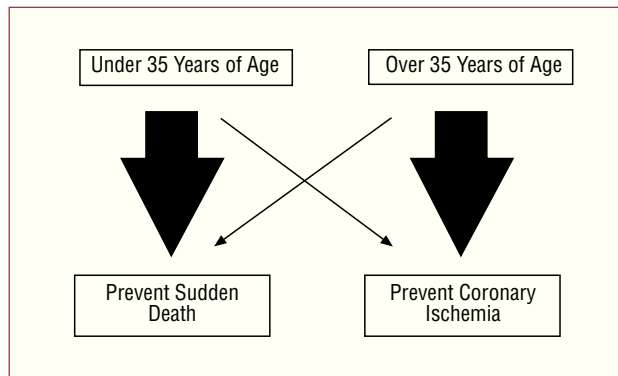 Under 35 Years of Age
Over 35 Years of Age
Prevent Sudden
Death
Prevent Coronary
Ischemia